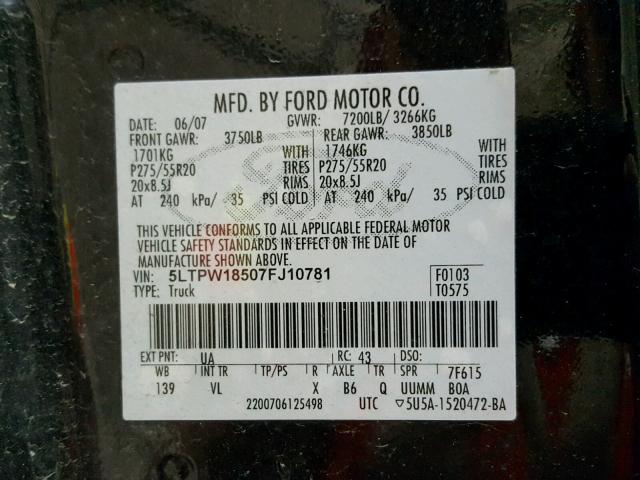 MFD. BY FORD MOTOR CO.
DATE: 06/07 GVWR: 7200LB/ 3266KG
FRONT GAWR: 3750LB REAR GAWR: 3850LB
1701KG WITH 1746KG WITH
P275/55R20 TIRES P275/55R20 TIRES
20x8.5J RIMS 20x8.5J RIMS
AT 240 kPa/ 35 PSI COLD AT 240 kPa/ 35 PSI COLD
Ford
THIS VEHICLE CONFORMS TO ALL APPLICABLE FEDERAL MOTOR
VEHICLE SAFETY STANDARDS IN EFFECT ON THE DATE OF
MANUFACTURE SHOWN ABOVE.
VIN: 5LTPW18507FJ10781 F0103
TYPE: Truck T0575
EXT PNT: UA RC: 43 DSO:
WB INT TR TP/PS R AXLE TR SPR 7F615
139 VL X B6 Q UUMM BOA
2200706125498 UTC ▽5U5A-1520472-BA